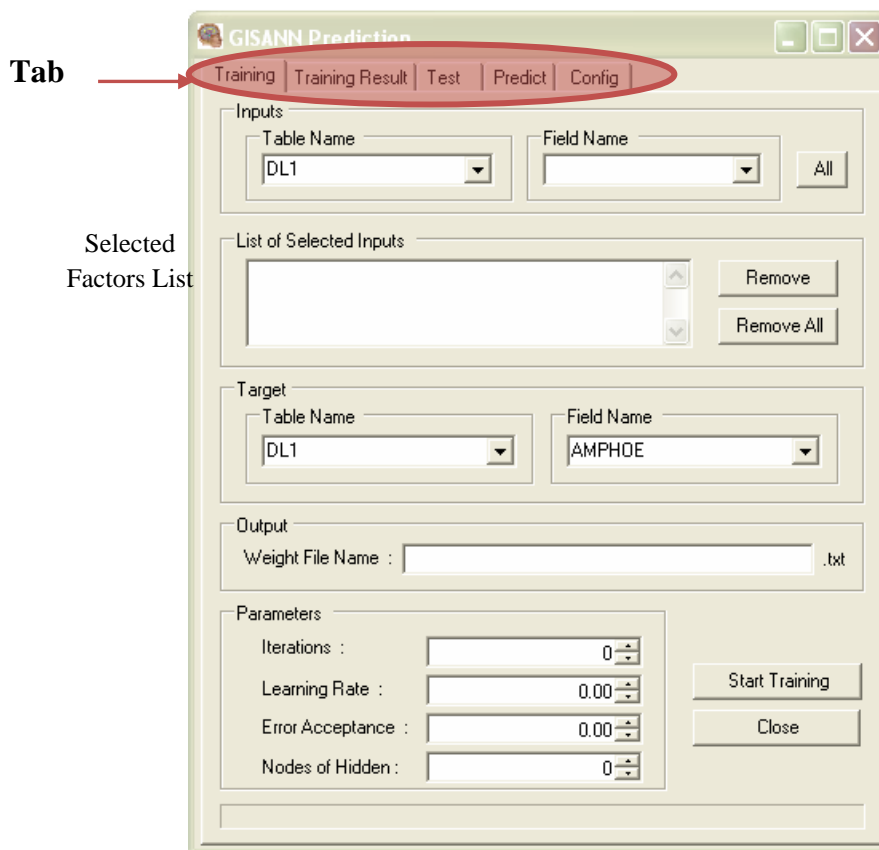 GISANN Prediction
Tab
Training Training Result Test Predict Config
Inputs
Table Name Field Name
DL1 All
Selected
Factors List
List of Selected Inputs
Remove
Remove All
Target
Table Name Field Name
DL1 AMPHOE
Output
Weight File Name : .txt
Parameters
Iterations : 0
Learning Rate : 0.00
Error Acceptance : 0.00
Nodes of Hidden : 0
Start Training
Close